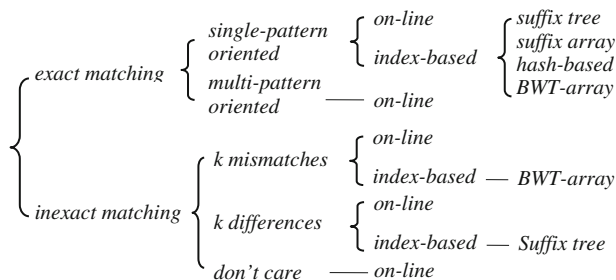 single-pattern
oriented
on-line
index-based
suffix tree
suffix array
hash-based
BWT-array
exact matching
multi-pattern
oriented
on-line
inexact matching
k mismatches
on-line
index-based
BWT-array
k differences
on-line
index-based
Suffix tree
don't care
on-line